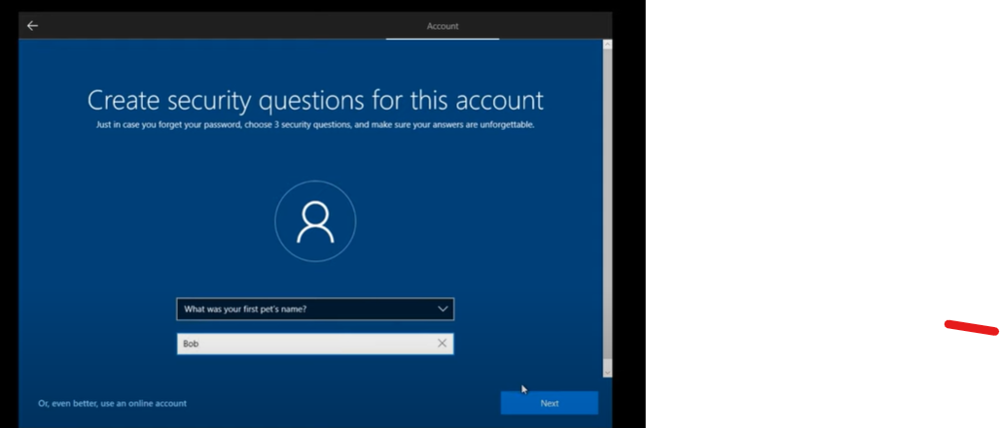 Account
Create security questions for this account
Just in case you forget your password, choose 3 security questions, and make sure your answers are unforgettable.
What was your first pet's name?
Bob
Or, even better, use an online account
Next